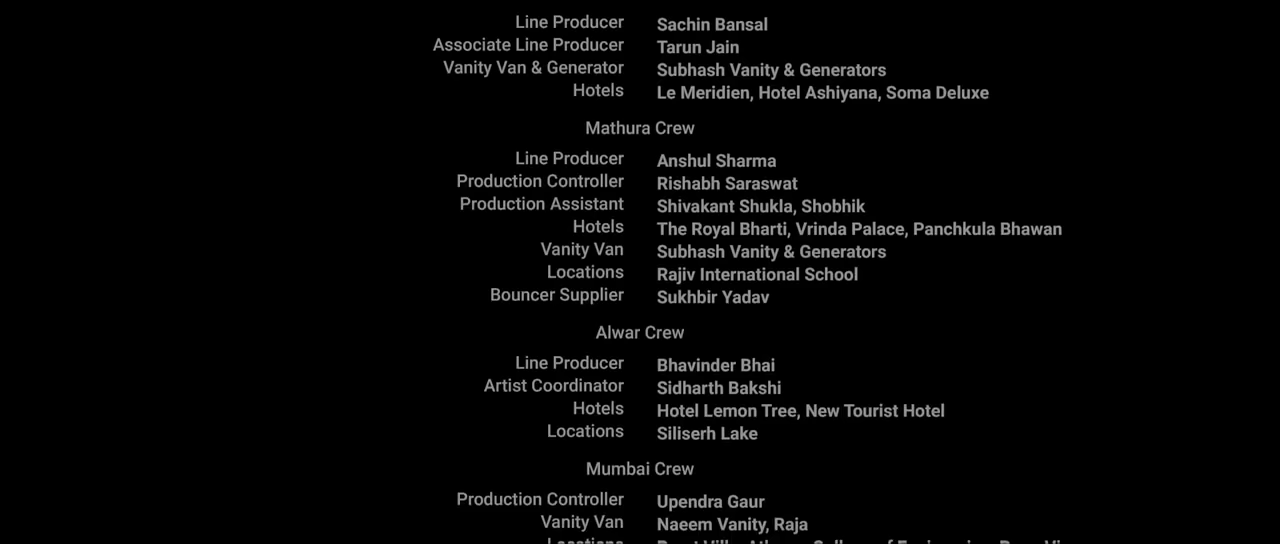 Line Producer Sachin Bansal
Associate Line Producer Tarun Jain
Vanity Van & Generator Subhash Vanity & Generators
Hotels Le Meridien, Hotel Ashiyana, Soma Deluxe
Mathura Crew
Line Producer Anshul Sharma
Production Controller Rishabh Saraswat
Production Assistant Shivakant Shukla, Shobhik
Hotels The Royal Bharti, Vrinda Palace, Panchkula Bhawan
Vanity Van Subhash Vanity & Generators
Locations Rajiv International School
Bouncer Supplier Sukhbir Yadav
Alwar Crew
Line Producer Bhavinder Bhai
Artist Coordinator Sidharth Bakshi
Hotels Hotel Lemon Tree, New Tourist Hotel
Locations Siliserh Lake
Mumbai Crew
Production Controller Upendra Gaur
Vanity Van Naeem Vanity, Raja
Locations